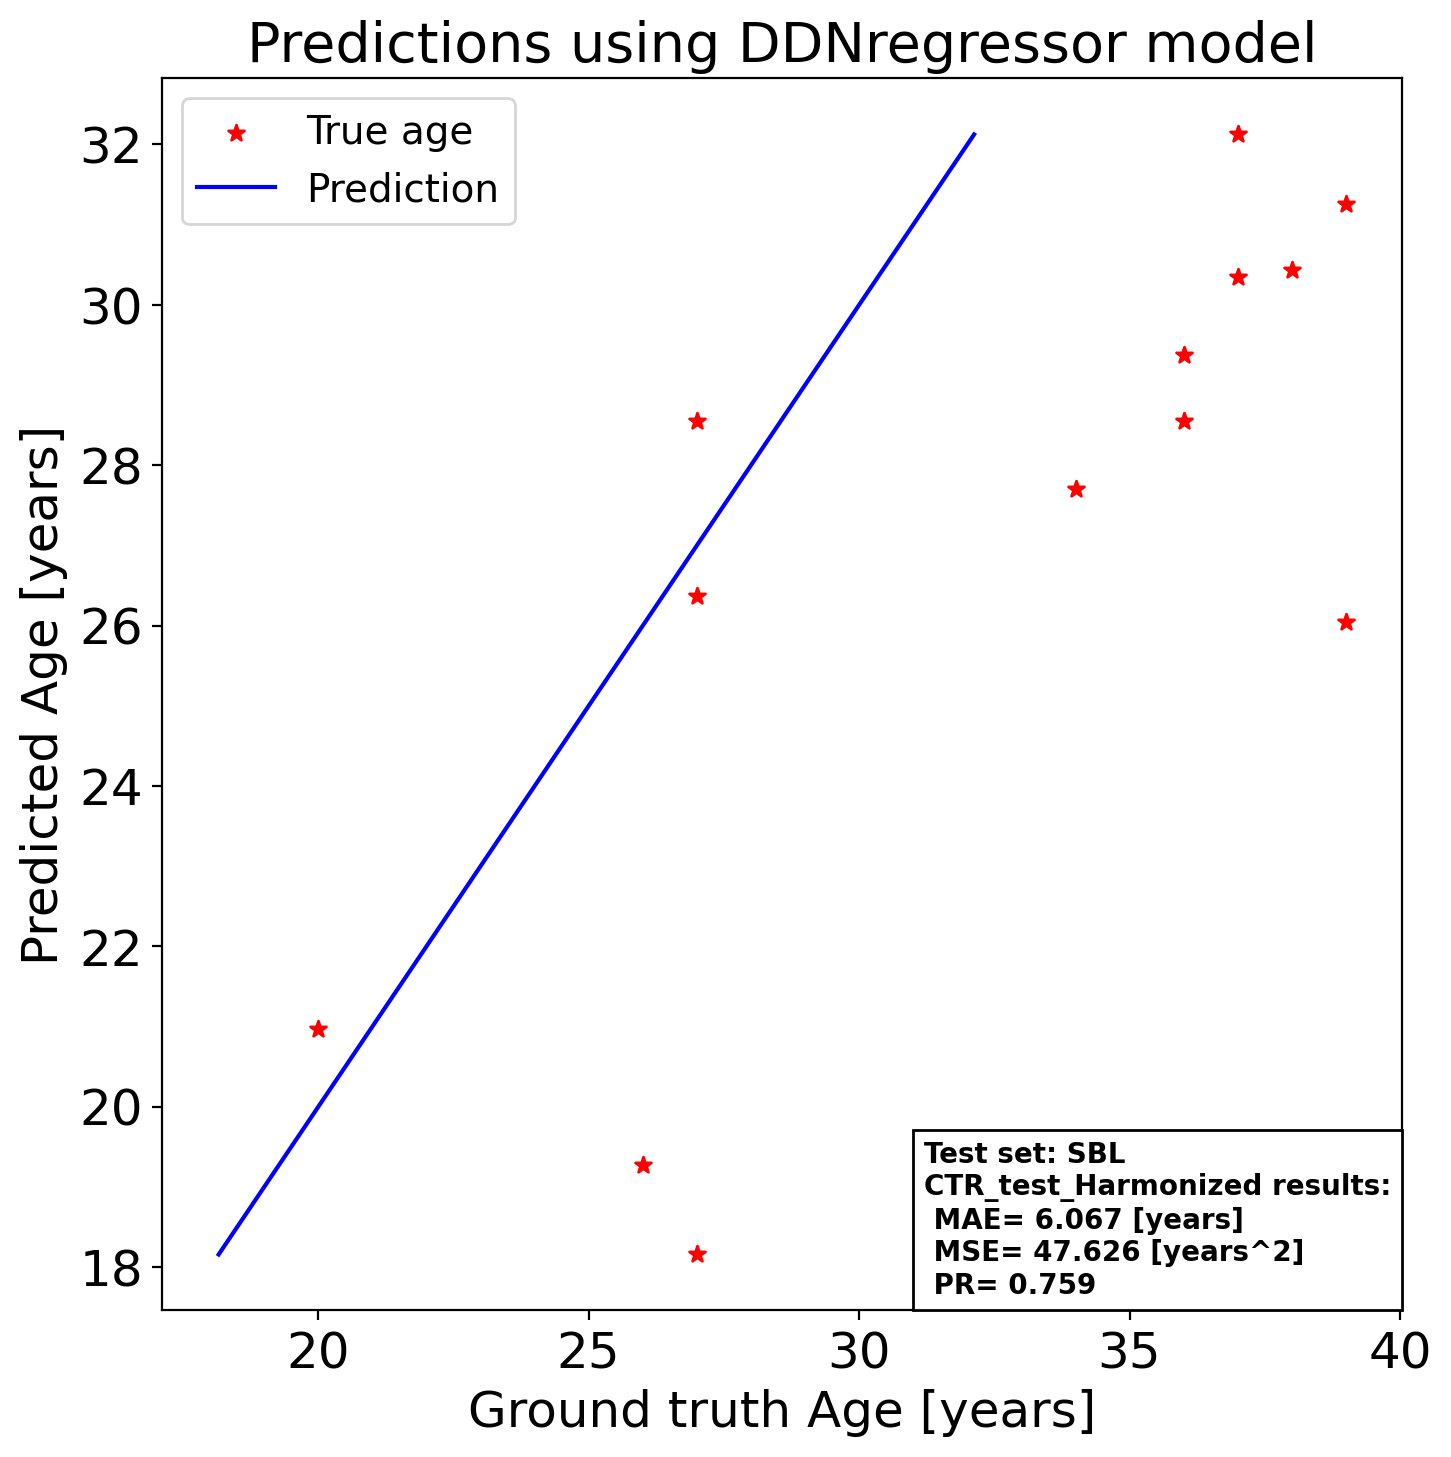 Predictions using DDNregressor model
True age
Prediction
32
30
28
26
24
22
20
18
Predicted Age [years]
Test set: SBL
CTR_test_Harmonized results:
MAE= 6.067 [years]
MSE= 47.626 [years^2]
PR= 0.759
20 25 30 35 40
Ground truth Age [years]